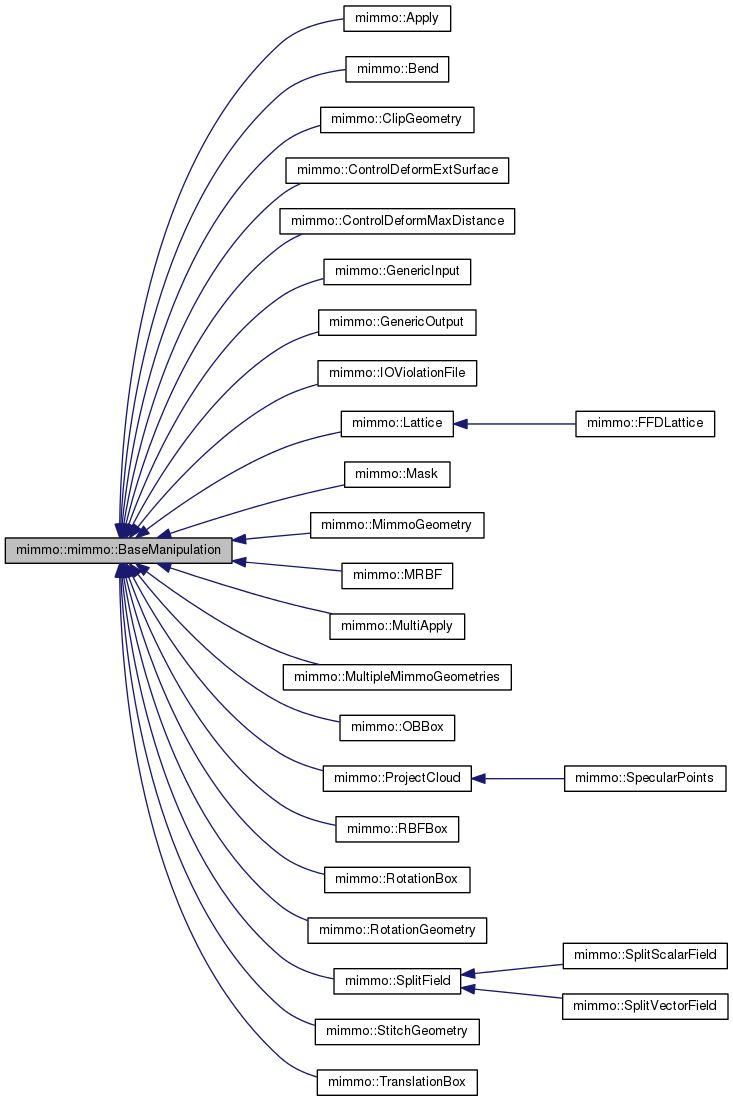 mimmo::Apply
mimmo::Bend
mimmo::ClipGeometry
mimmo::ControlDeformExtSurface
mimmo::ControlDeformMaxDistance
mimmo::GenericInput
mimmo::GenericOutput
mimmo::IOViolationFile
mimmo::Lattice
mimmo::FFDLattice
mimmo::Mask
mimmo::MimmoGeometry
mimmo::mimmo::BaseManipulation
mimmo::MRBF
mimmo::MultiApply
mimmo::MultipleMimmoGeometries
mimmo::OBBox
mimmo::ProjectCloud
mimmo::SpecularPoints
mimmo::RBFBox
mimmo::RotationBox
mimmo::RotationGeometry
mimmo::SplitField
mimmo::SplitScalarField
mimmo::SplitVectorField
mimmo::StitchGeometry
mimmo::TranslationBox